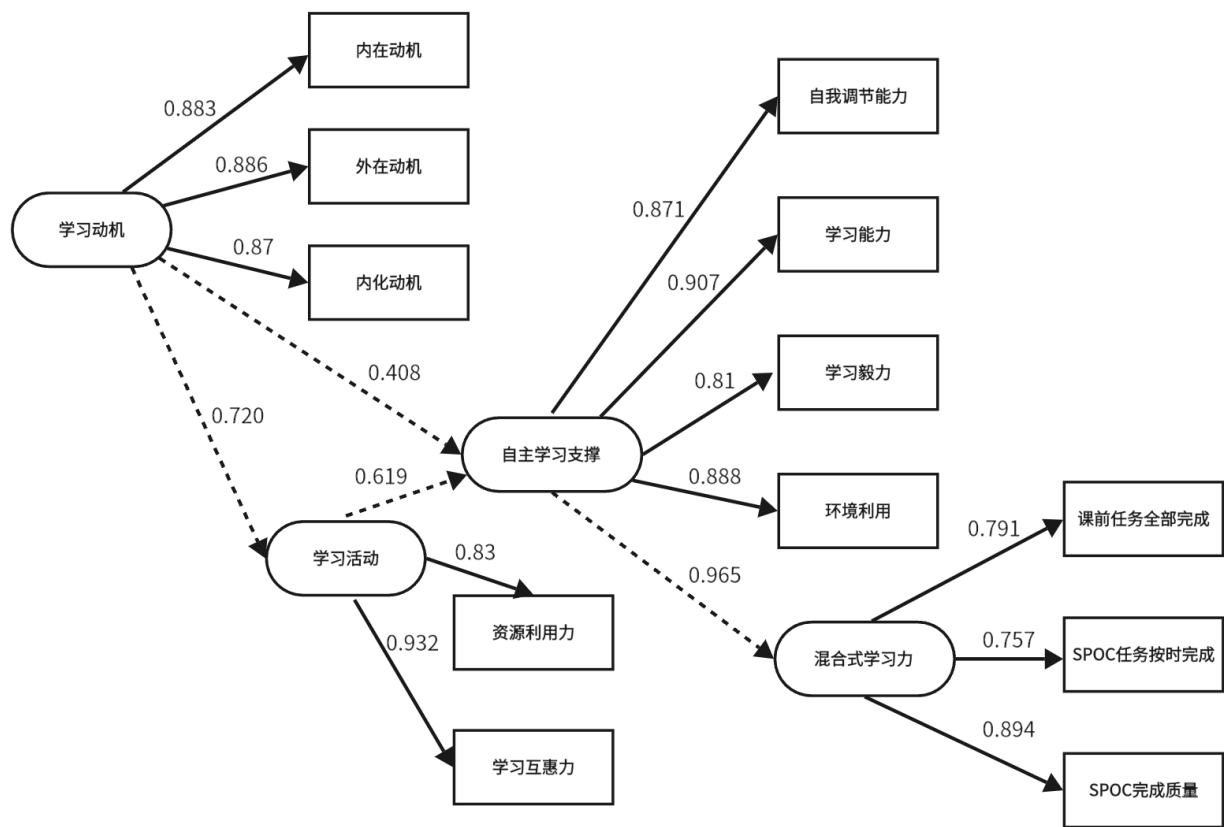 内在动机
自我调节能力
0.883
外在动机
0.886
学习动机
0.871
学习能力
0.87
内化动机
0.907
0.408
0.81
学习毅力
0.720
自主学习支撑
0.619
0.888
环境利用
课前任务全部完成
0.791
学习活动
0.83
0.965
资源利用力
0.932
混合式学习力
0.757
SPOC任务按时完成
0.894
学习互惠力
SPOC完成质量